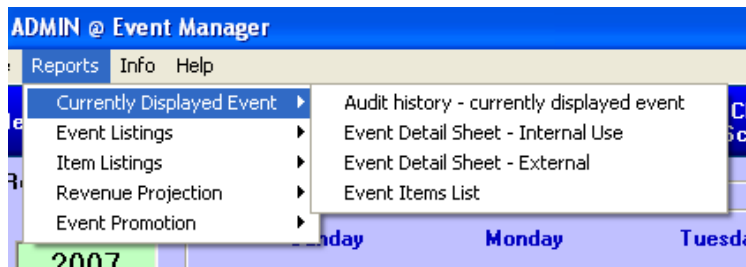 ADMIN @ Event Manager
Reports Info Help
Currently Displayed Event
Event Listings
Item Listings
Revenue Projection
Event Promotion
Audit history - currently displayed event
Event Detail Sheet - Internal Use
Event Detail Sheet - External
Event Items List
Monday
2007